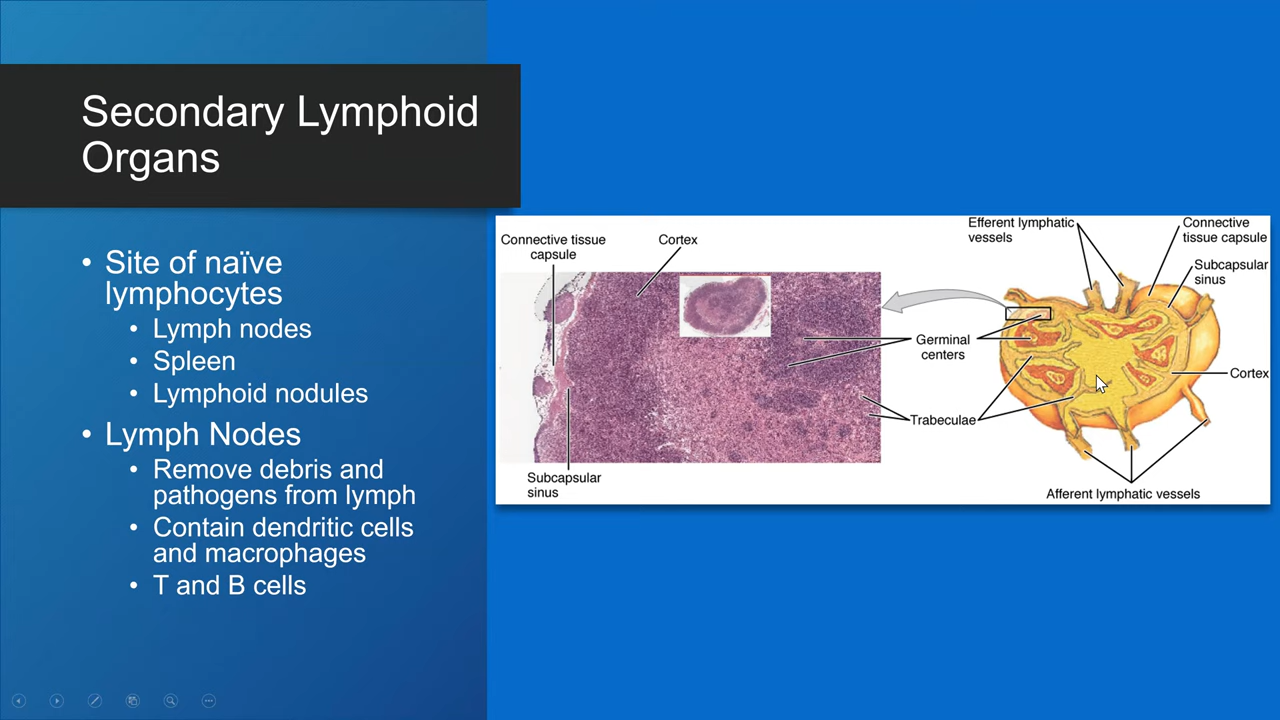 Secondary Lymphoid
Organs
• Site of naïve
lymphocytes
• Lymph nodes
• Spleen
• Lymphoid nodules
• Lymph Nodes
• Remove debris and
pathogens from lymph
• Contain dendritic cells
and macrophages
• T and B cells
Connective tissue
capsule
Cortex
Subcapsular
sinus
Efferent lymphatic
vessels
Connective
tissue capsule
Subcapsular
sinus
Germinal
centers
Cortex
Trabeculae
Afferent lymphatic vessels